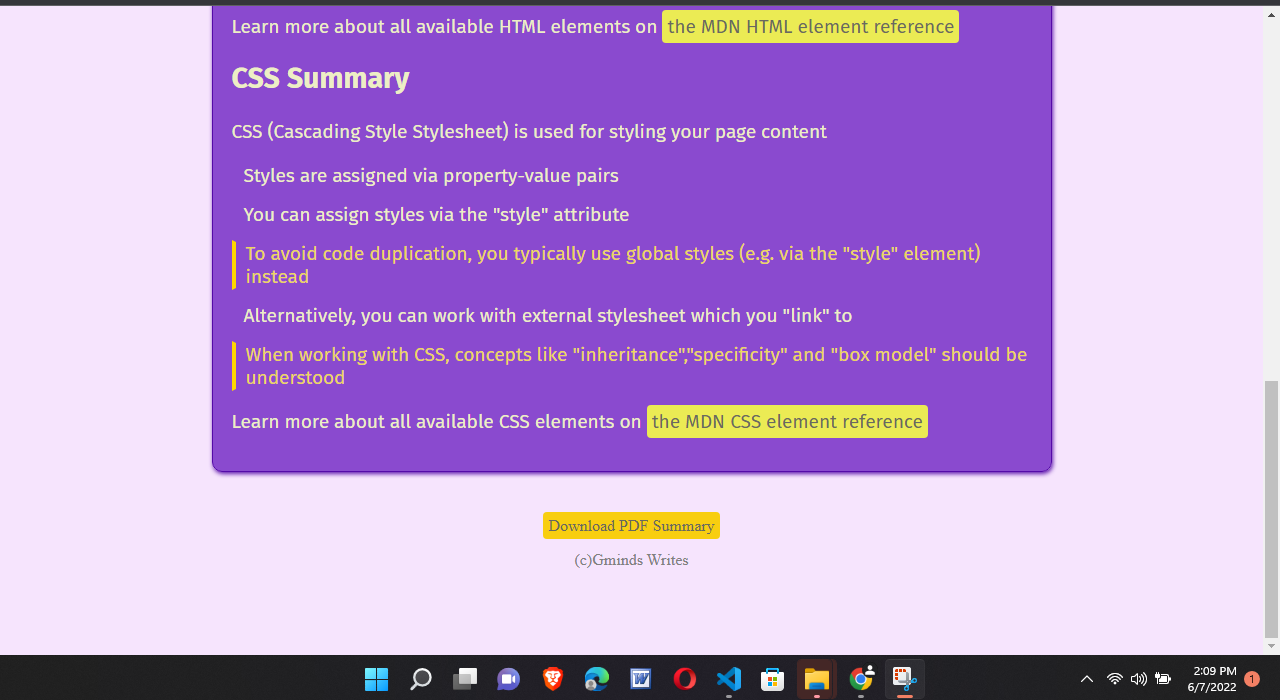 Learn more about all available HTML elements on the MDN HTML element reference
CSS Summary
CSS (Cascading Style Stylesheet) is used for styling your page content
Styles are assigned via property-value pairs
You can assign styles via the "style" attribute
To avoid code duplication, you typically use global styles (e.g. via the "style" element)
instead
Alternatively, you can work with external stylesheet which you "link" to
When working with CSS, concepts like "inheritance","specificity" and "box model" should be
understood
Learn more about all available CSS elements on the MDN CSS element reference
Download PDF Summary
(c)Gminds Writes
2:09 PM
6/7/2022
1